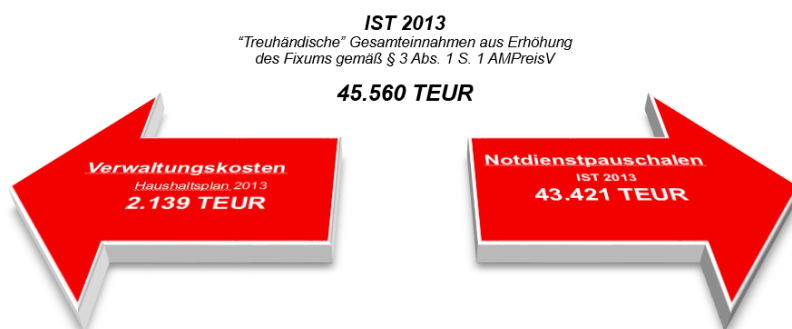 IST 2013
“Treuhändische” Gesamteinnahmen aus Erhöhung
des Fixums gemäß § 3 Abs. 1 S. 1 AMPreisV
45.560 TEUR
Verwaltungskosten
Haushaltsplan 2013
2.139 TEUR
Notdienstpauschalen
IST 2013
43.421 TEUR